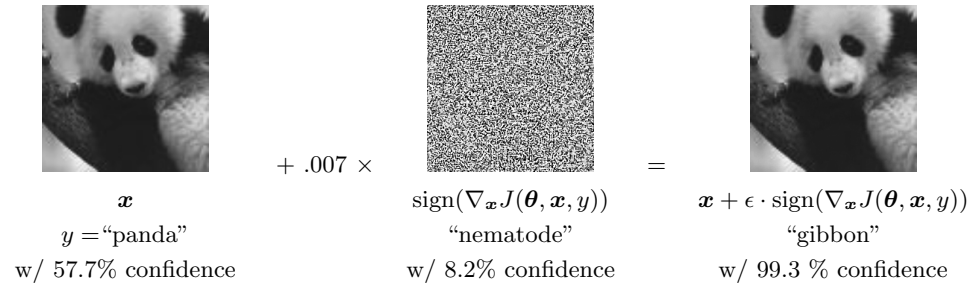 + .007 × =
x sign(∇ₓJ(θ, x, y)) x + ϵ · sign(∇ₓJ(θ, x, y))
y =“panda” “nematode” “gibbon”
w/ 57.7% confidence w/ 8.2% confidence w/ 99.3 % confidence